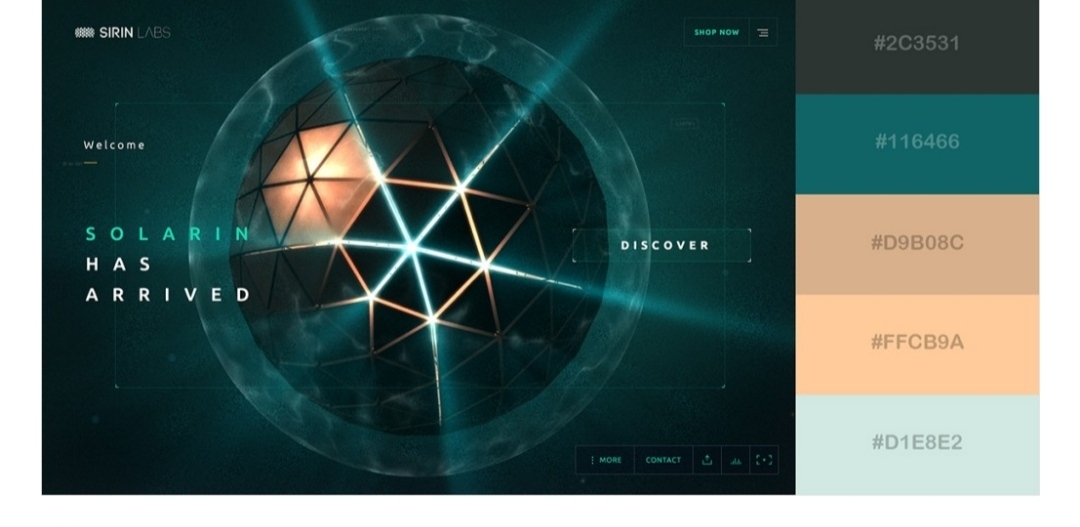 SIRIN LABS
SHOP NOW
Welcome
SOLARIN
HAS
ARRIVED
DISCOVER
MORE
CONTACT
#2C3531
#116466
#D9B08C
#FFCB9A
#D1E8E2